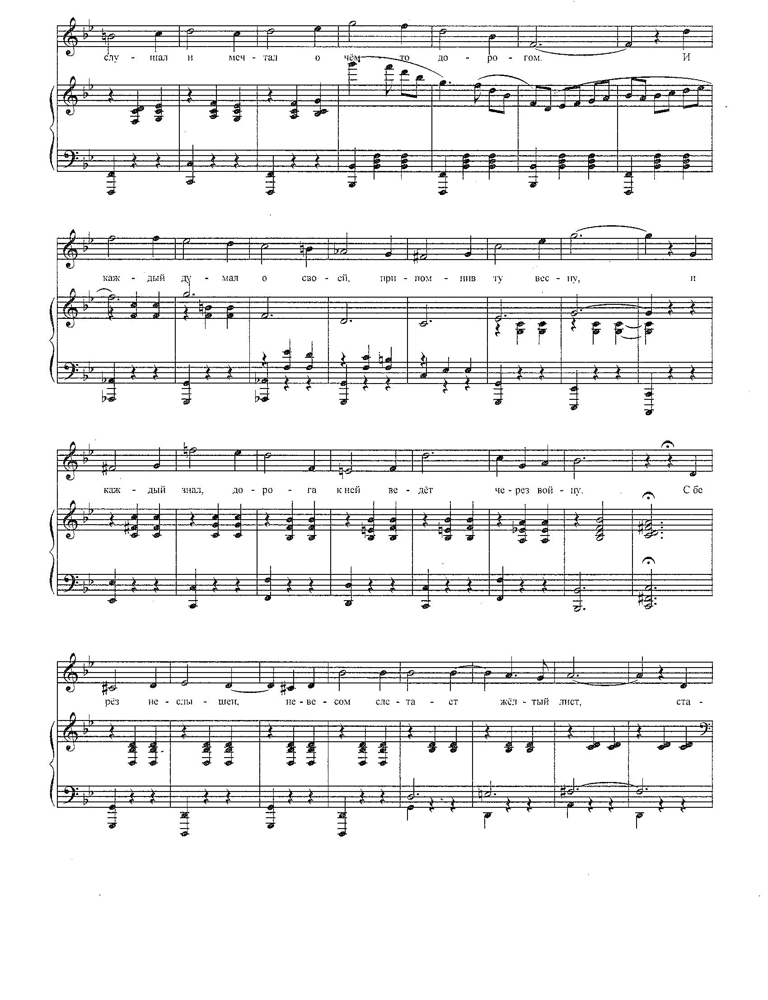 слу - шал и меч - тал о чём - то до - ро - гом. И
каж - дый ду - мал о сво - ей, при - пом - нив ту вес - ну, и
каж - дый знал, до - ро - га к ней ве - дёт че - рез вой - ну. С бе
рёз не - слы - шен, не - ве - сом сле - та - ет жёл - тый лист, ста -